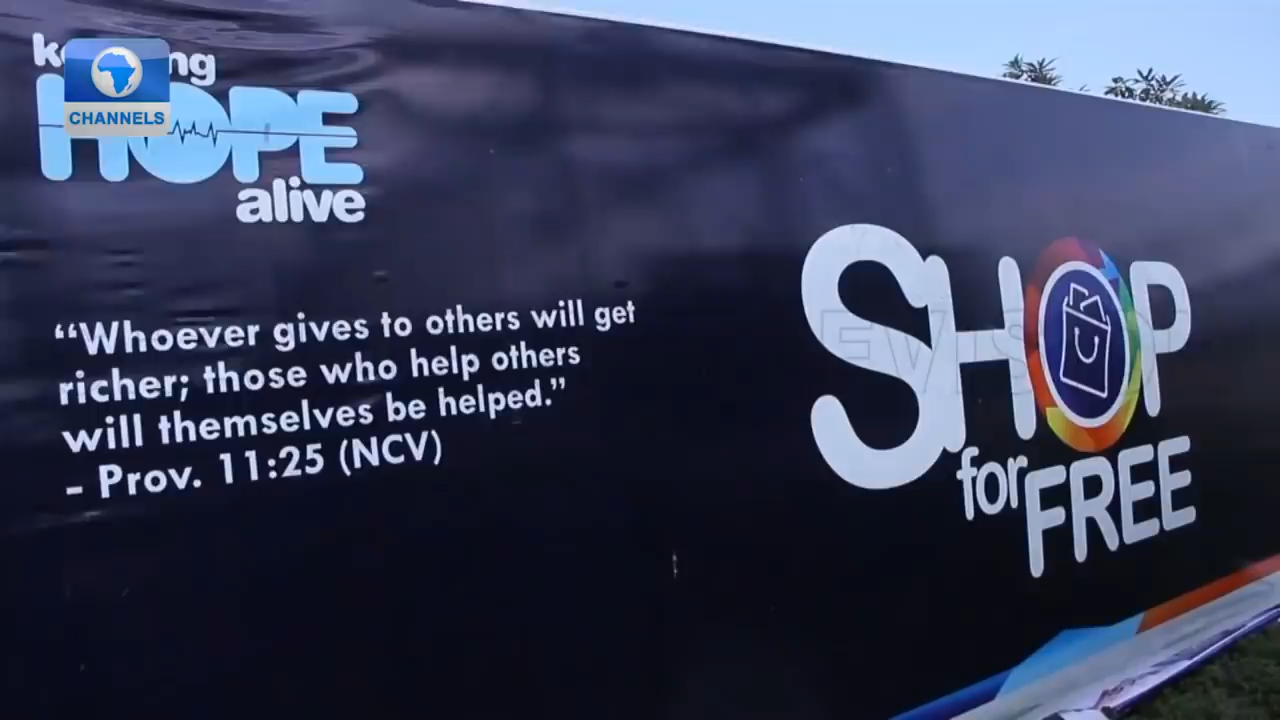 HOPE
alive
CHANNELS
“Whoever gives to others will get
richer; those who help others
will themselves be helped.”
- Prov. 11:25 (NCV)
SHOP
for FREE